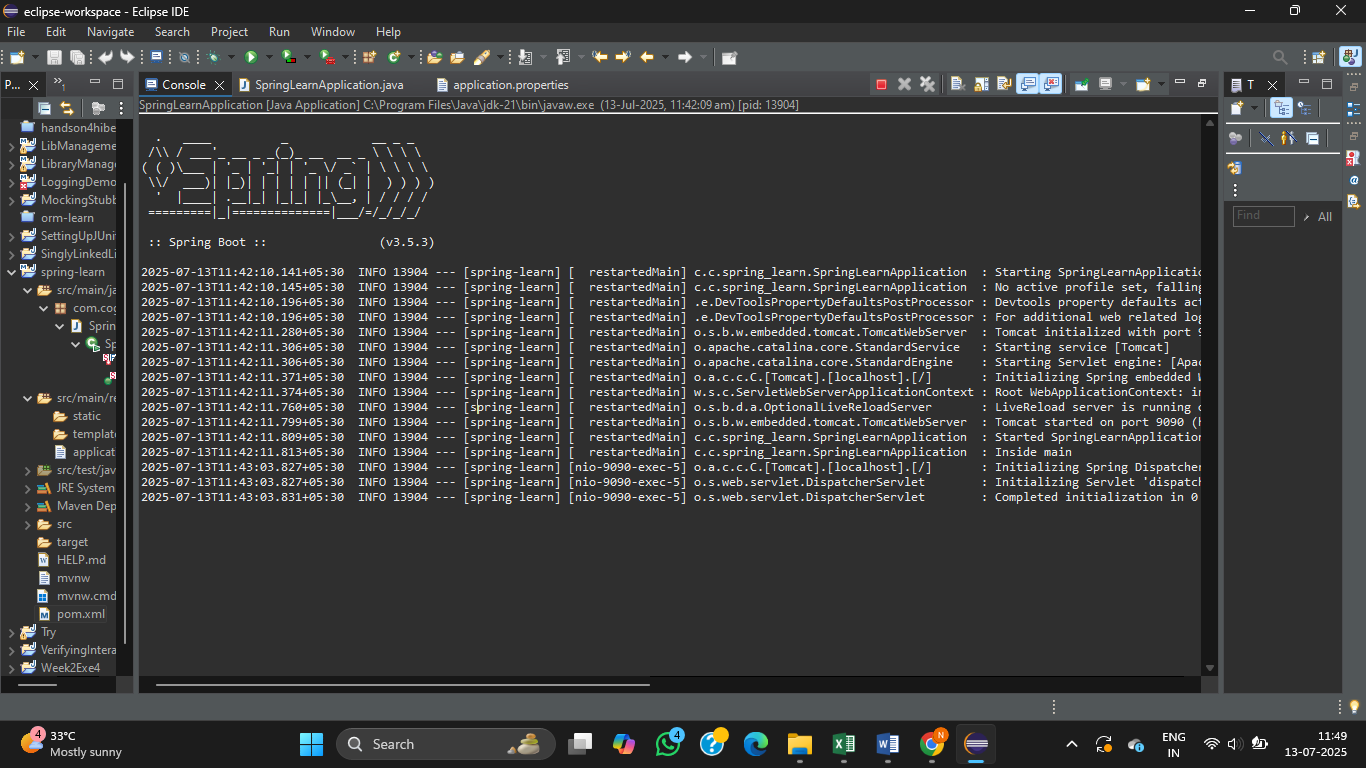 eclipse-workspace - Eclipse IDE
File Edit Navigate Search Project Run Window Help
P... Console SpringLearnApplication.java application.properties T
SpringLearnApplication [Java Application] C:\Program Files\Java\jdk-21\bin\javaw.exe (13-Jul-2025, 11:42:09 am) [pid: 13904]
handson4hibe
LibManageme
LibraryManag
LoggingDemo
MockingStubb
orm-learn
SettingUpJUni
SinglyLinkedLi
spring-learn
src/main/ja
com.cog
Sprin
Sp
src/main/re
static
templat
applicat
src/test/jav
JRE System
Maven Dep
src
target
HELP.md
mvnw
mvnw.cmd
pom.xml
Try
VerifyingIntera
Week2Exe4
Spring
:: Spring Boot :: (v3.5.3)
2025-07-13T11:42:10.141+05:30 INFO 13904 --- [spring-learn] [ restartedMain] c.c.spring_learn.SpringLearnApplication : Starting SpringLearnApplicatio
2025-07-13T11:42:10.145+05:30 INFO 13904 --- [spring-learn] [ restartedMain] c.c.spring_learn.SpringLearnApplication : No active profile set, falling
2025-07-13T11:42:10.196+05:30 INFO 13904 --- [spring-learn] [ restartedMain] .e.DevToolsPropertyDefaultsPostProcessor : Devtools property defaults act
2025-07-13T11:42:10.196+05:30 INFO 13904 --- [spring-learn] [ restartedMain] .e.DevToolsPropertyDefaultsPostProcessor : For additional web related log
2025-07-13T11:42:11.280+05:30 INFO 13904 --- [spring-learn] [ restartedMain] o.s.b.w.embedded.tomcat.TomcatWebServer : Tomcat initialized with port 9
2025-07-13T11:42:11.306+05:30 INFO 13904 --- [spring-learn] [ restartedMain] o.apache.catalina.core.StandardService : Starting service [Tomcat]
2025-07-13T11:42:11.306+05:30 INFO 13904 --- [spring-learn] [ restartedMain] o.apache.catalina.core.StandardEngine : Starting Servlet engine: [Apac
2025-07-13T11:42:11.371+05:30 INFO 13904 --- [spring-learn] [ restartedMain] o.a.c.c.C.[Tomcat].[localhost].[/] : Initializing Spring embedded W
2025-07-13T11:42:11.374+05:30 INFO 13904 --- [spring-learn] [ restartedMain] w.s.c.ServletWebServerApplicationContext : Root WebApplicationContext: in
2025-07-13T11:42:11.760+05:30 INFO 13904 --- [spring-learn] [ restartedMain] o.s.b.d.a.OptionalLiveReloadServer : LiveReload server is running o
2025-07-13T11:42:11.799+05:30 INFO 13904 --- [spring-learn] [ restartedMain] o.s.b.w.embedded.tomcat.TomcatWebServer : Tomcat started on port 9090 (h
2025-07-13T11:42:11.809+05:30 INFO 13904 --- [spring-learn] [ restartedMain] c.c.spring_learn.SpringLearnApplication : Started SpringLearnApplication
2025-07-13T11:42:11.813+05:30 INFO 13904 --- [spring-learn] [ restartedMain] c.c.spring_learn.SpringLearnApplication : Inside main
2025-07-13T11:43:03.827+05:30 INFO 13904 --- [spring-learn] [nio-9090-exec-5] o.a.c.c.C.[Tomcat].[localhost].[/] : Initializing Spring Dispatcher
2025-07-13T11:43:03.827+05:30 INFO 13904 --- [spring-learn] [nio-9090-exec-5] o.s.web.servlet.DispatcherServlet : Initializing Servlet 'dispatch
2025-07-13T11:43:03.831+05:30 INFO 13904 --- [spring-learn] [nio-9090-exec-5] o.s.web.servlet.DispatcherServlet : Completed initialization in 0
Find All
4
33°C
Mostly sunny
Search
4
N
ENG
IN
11:49
13-07-2025